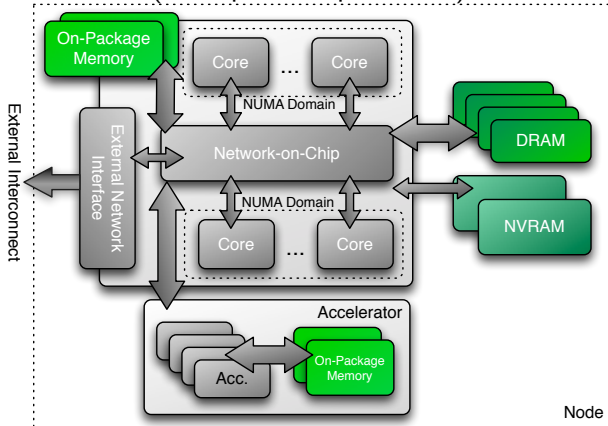 On-Package
Memory
Core
...
Core
NUMA Domain
External Interconnect
External Network
Interface
Network-on-Chip
DRAM
NVRAM
NUMA Domain
Core
...
Core
Accelerator
Acc.
On-Package
Memory
Node